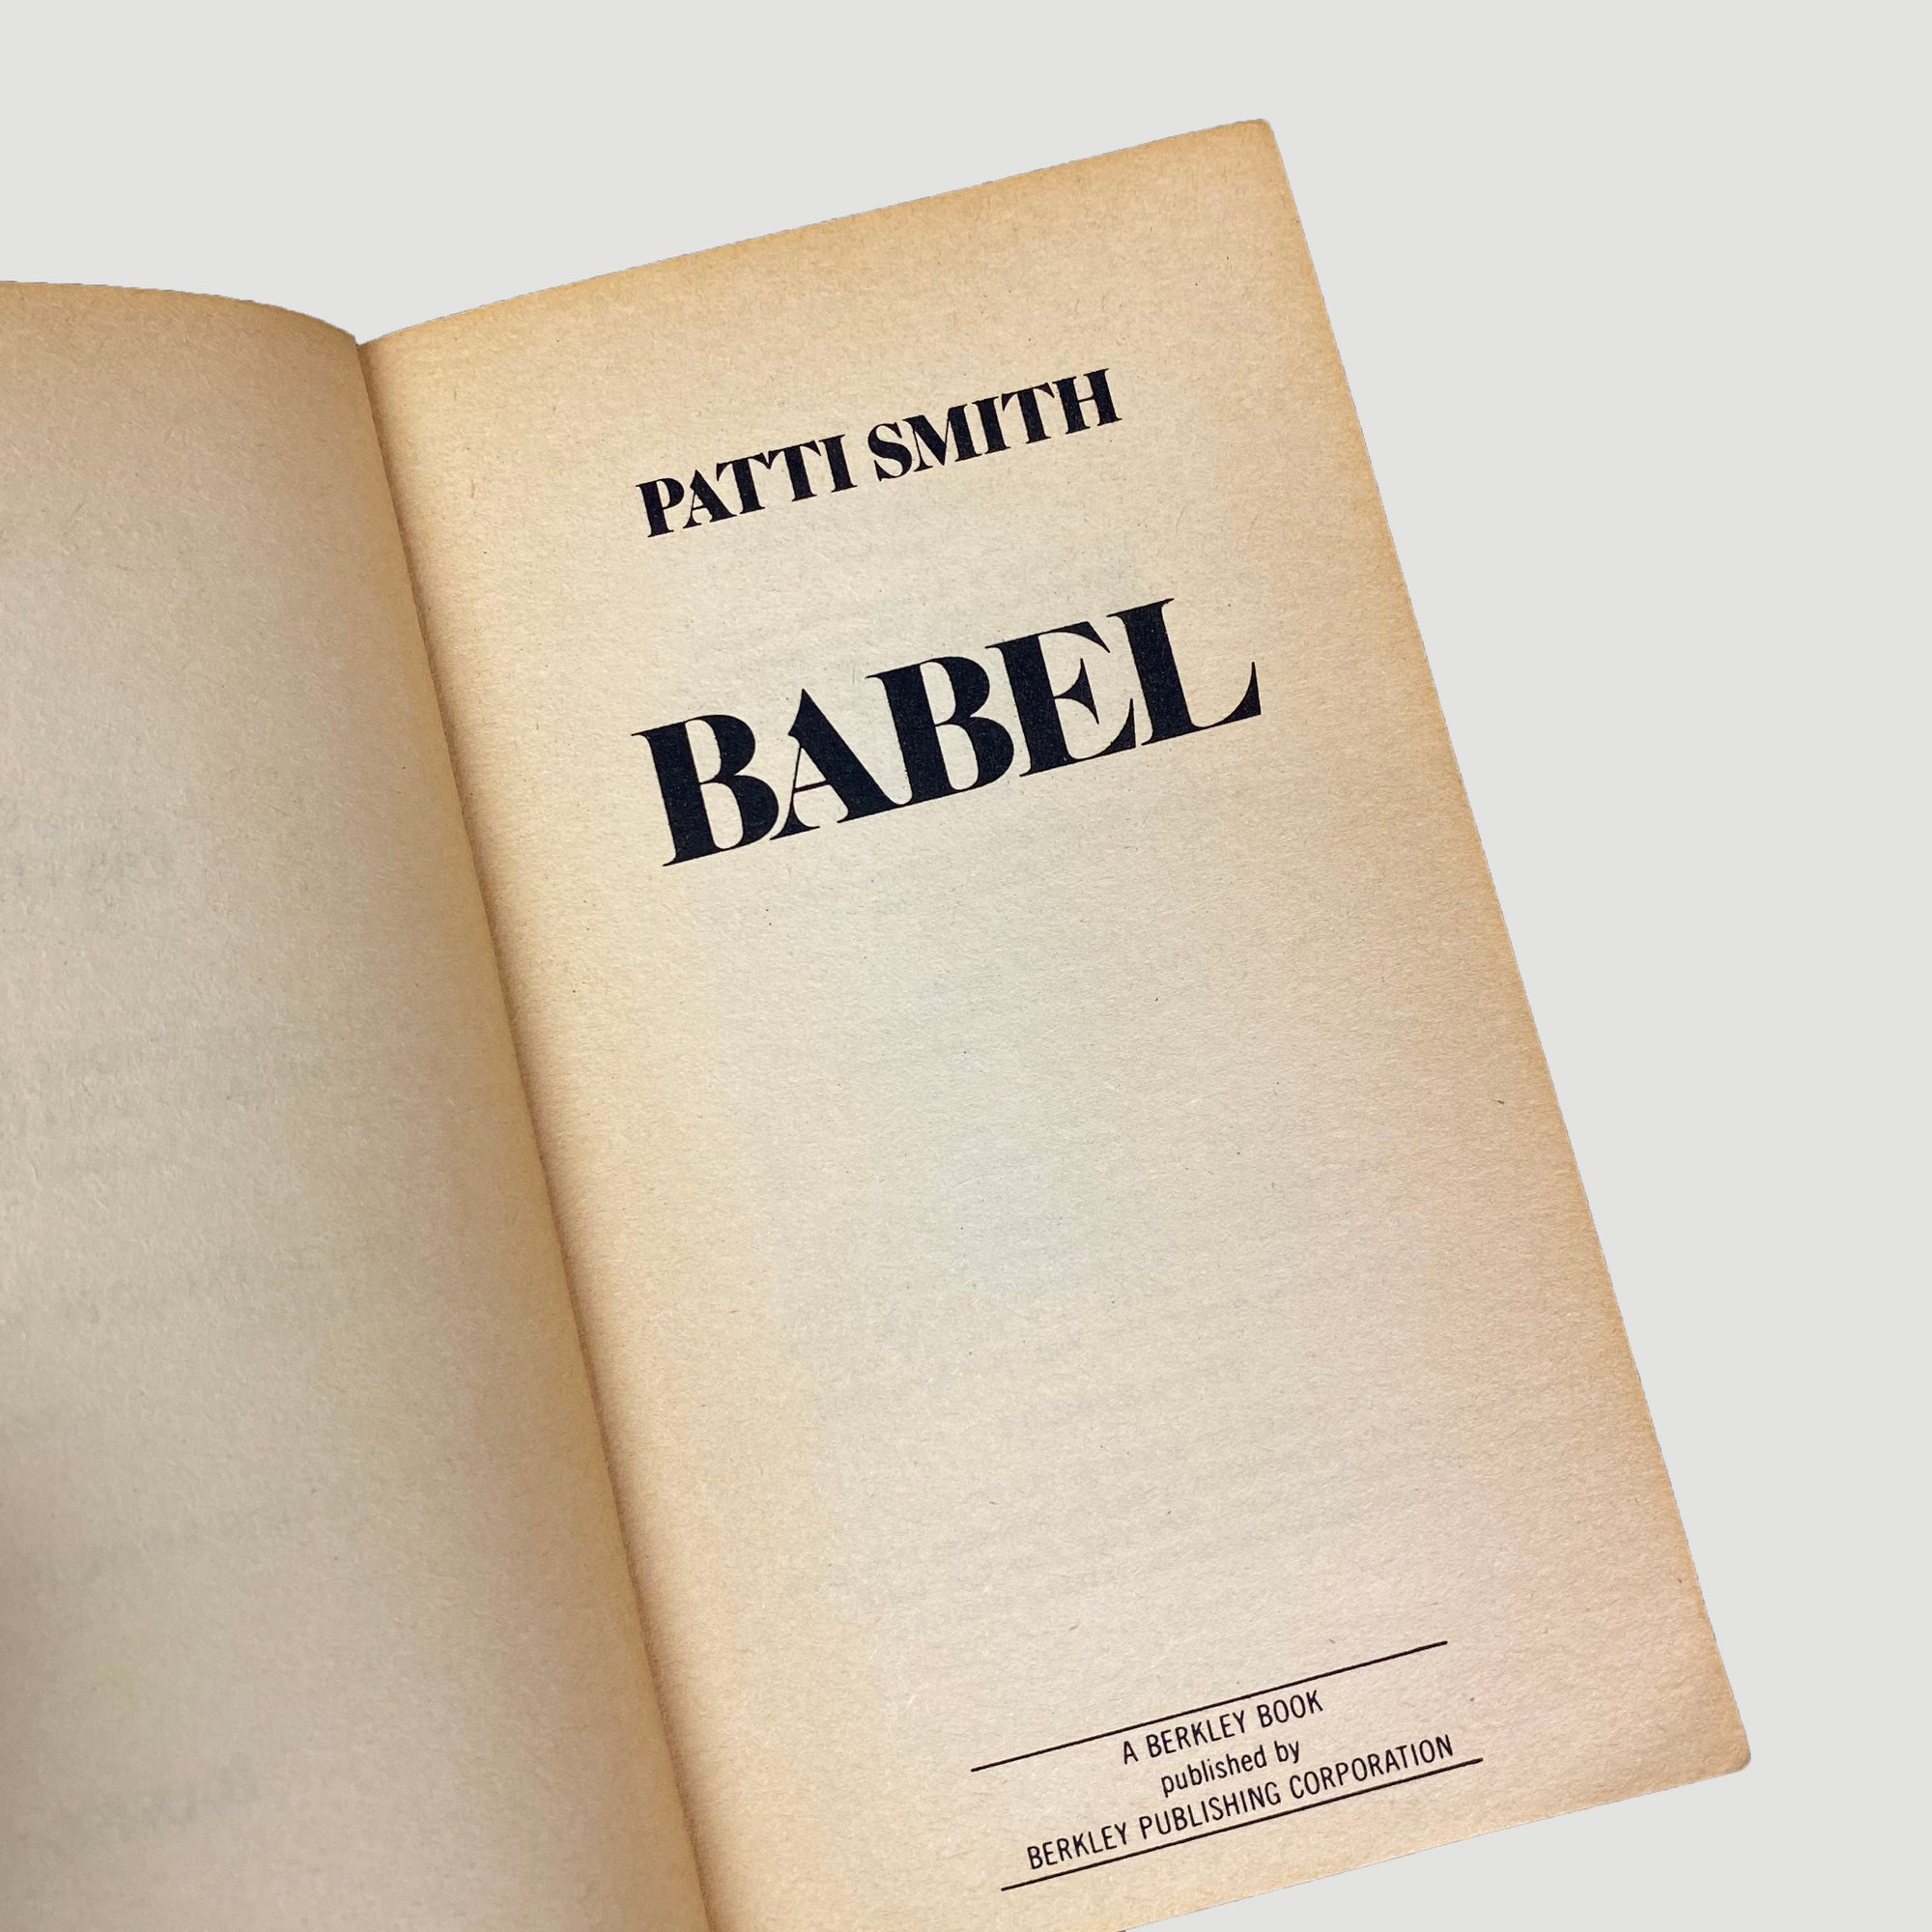 PATTI SMITH
BABEL
A BERKLEY BOOK
published by
BERKLEY PUBLISHING CORPORATION